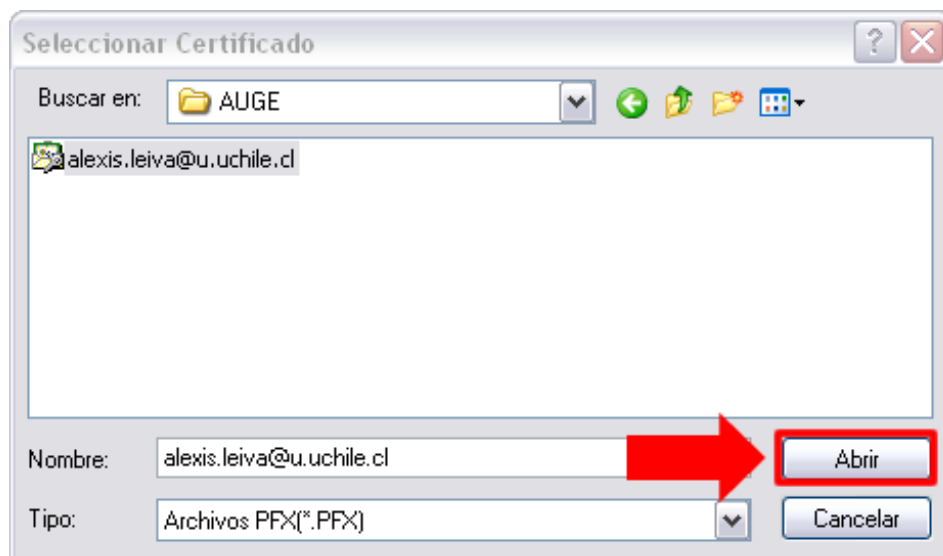 Seleccionar Certificado
Buscar en: AUGE
alexis.leiva@u.uchile.cl
Nombre: alexis.leiva@u.uchile.cl Abrir
Tipo: Archivos PFX(*.PFX) Cancelar